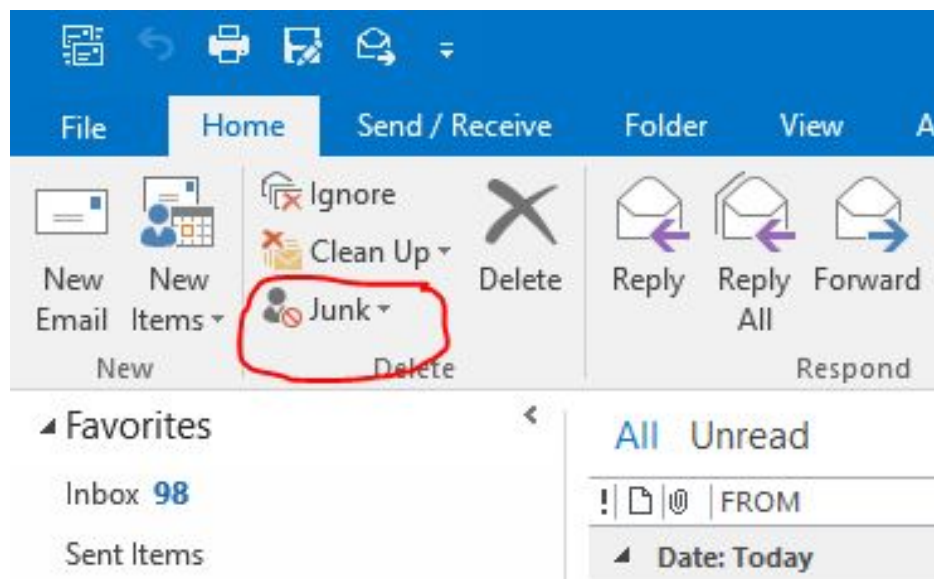 File Home Send / Receive Folder View A
Ignore
Clean Up
Junk
New Email
New Items
Delete
Reply
Reply All
Forward
New
Delete
Respond
Favorites
Inbox 98
Sent Items
All Unread
! FROM
Date: Today